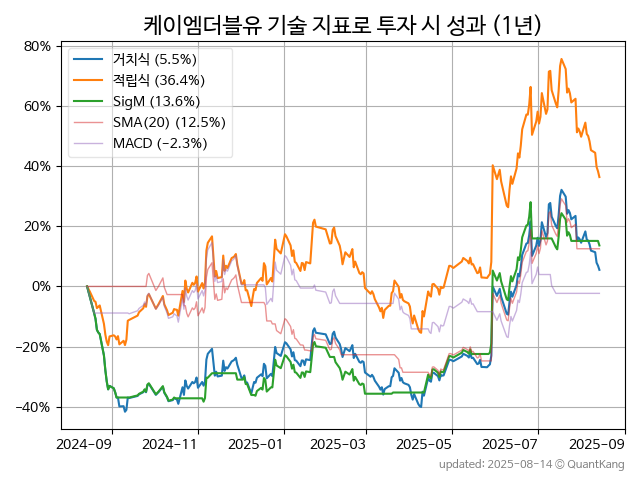 케이엠더블유 기술 지표로 투자 시 성과 (1년)
80%
60%
40%
20%
0%
−20%
−40%
거치식 (5.5%)
적립식 (36.4%)
SigM (13.6%)
SMA(20) (12.5%)
MACD (−2.3%)
2024-09 2024-11 2025-01 2025-03 2025-05 2025-07 2025-09
updated: 2025-08-14 © QuantKang